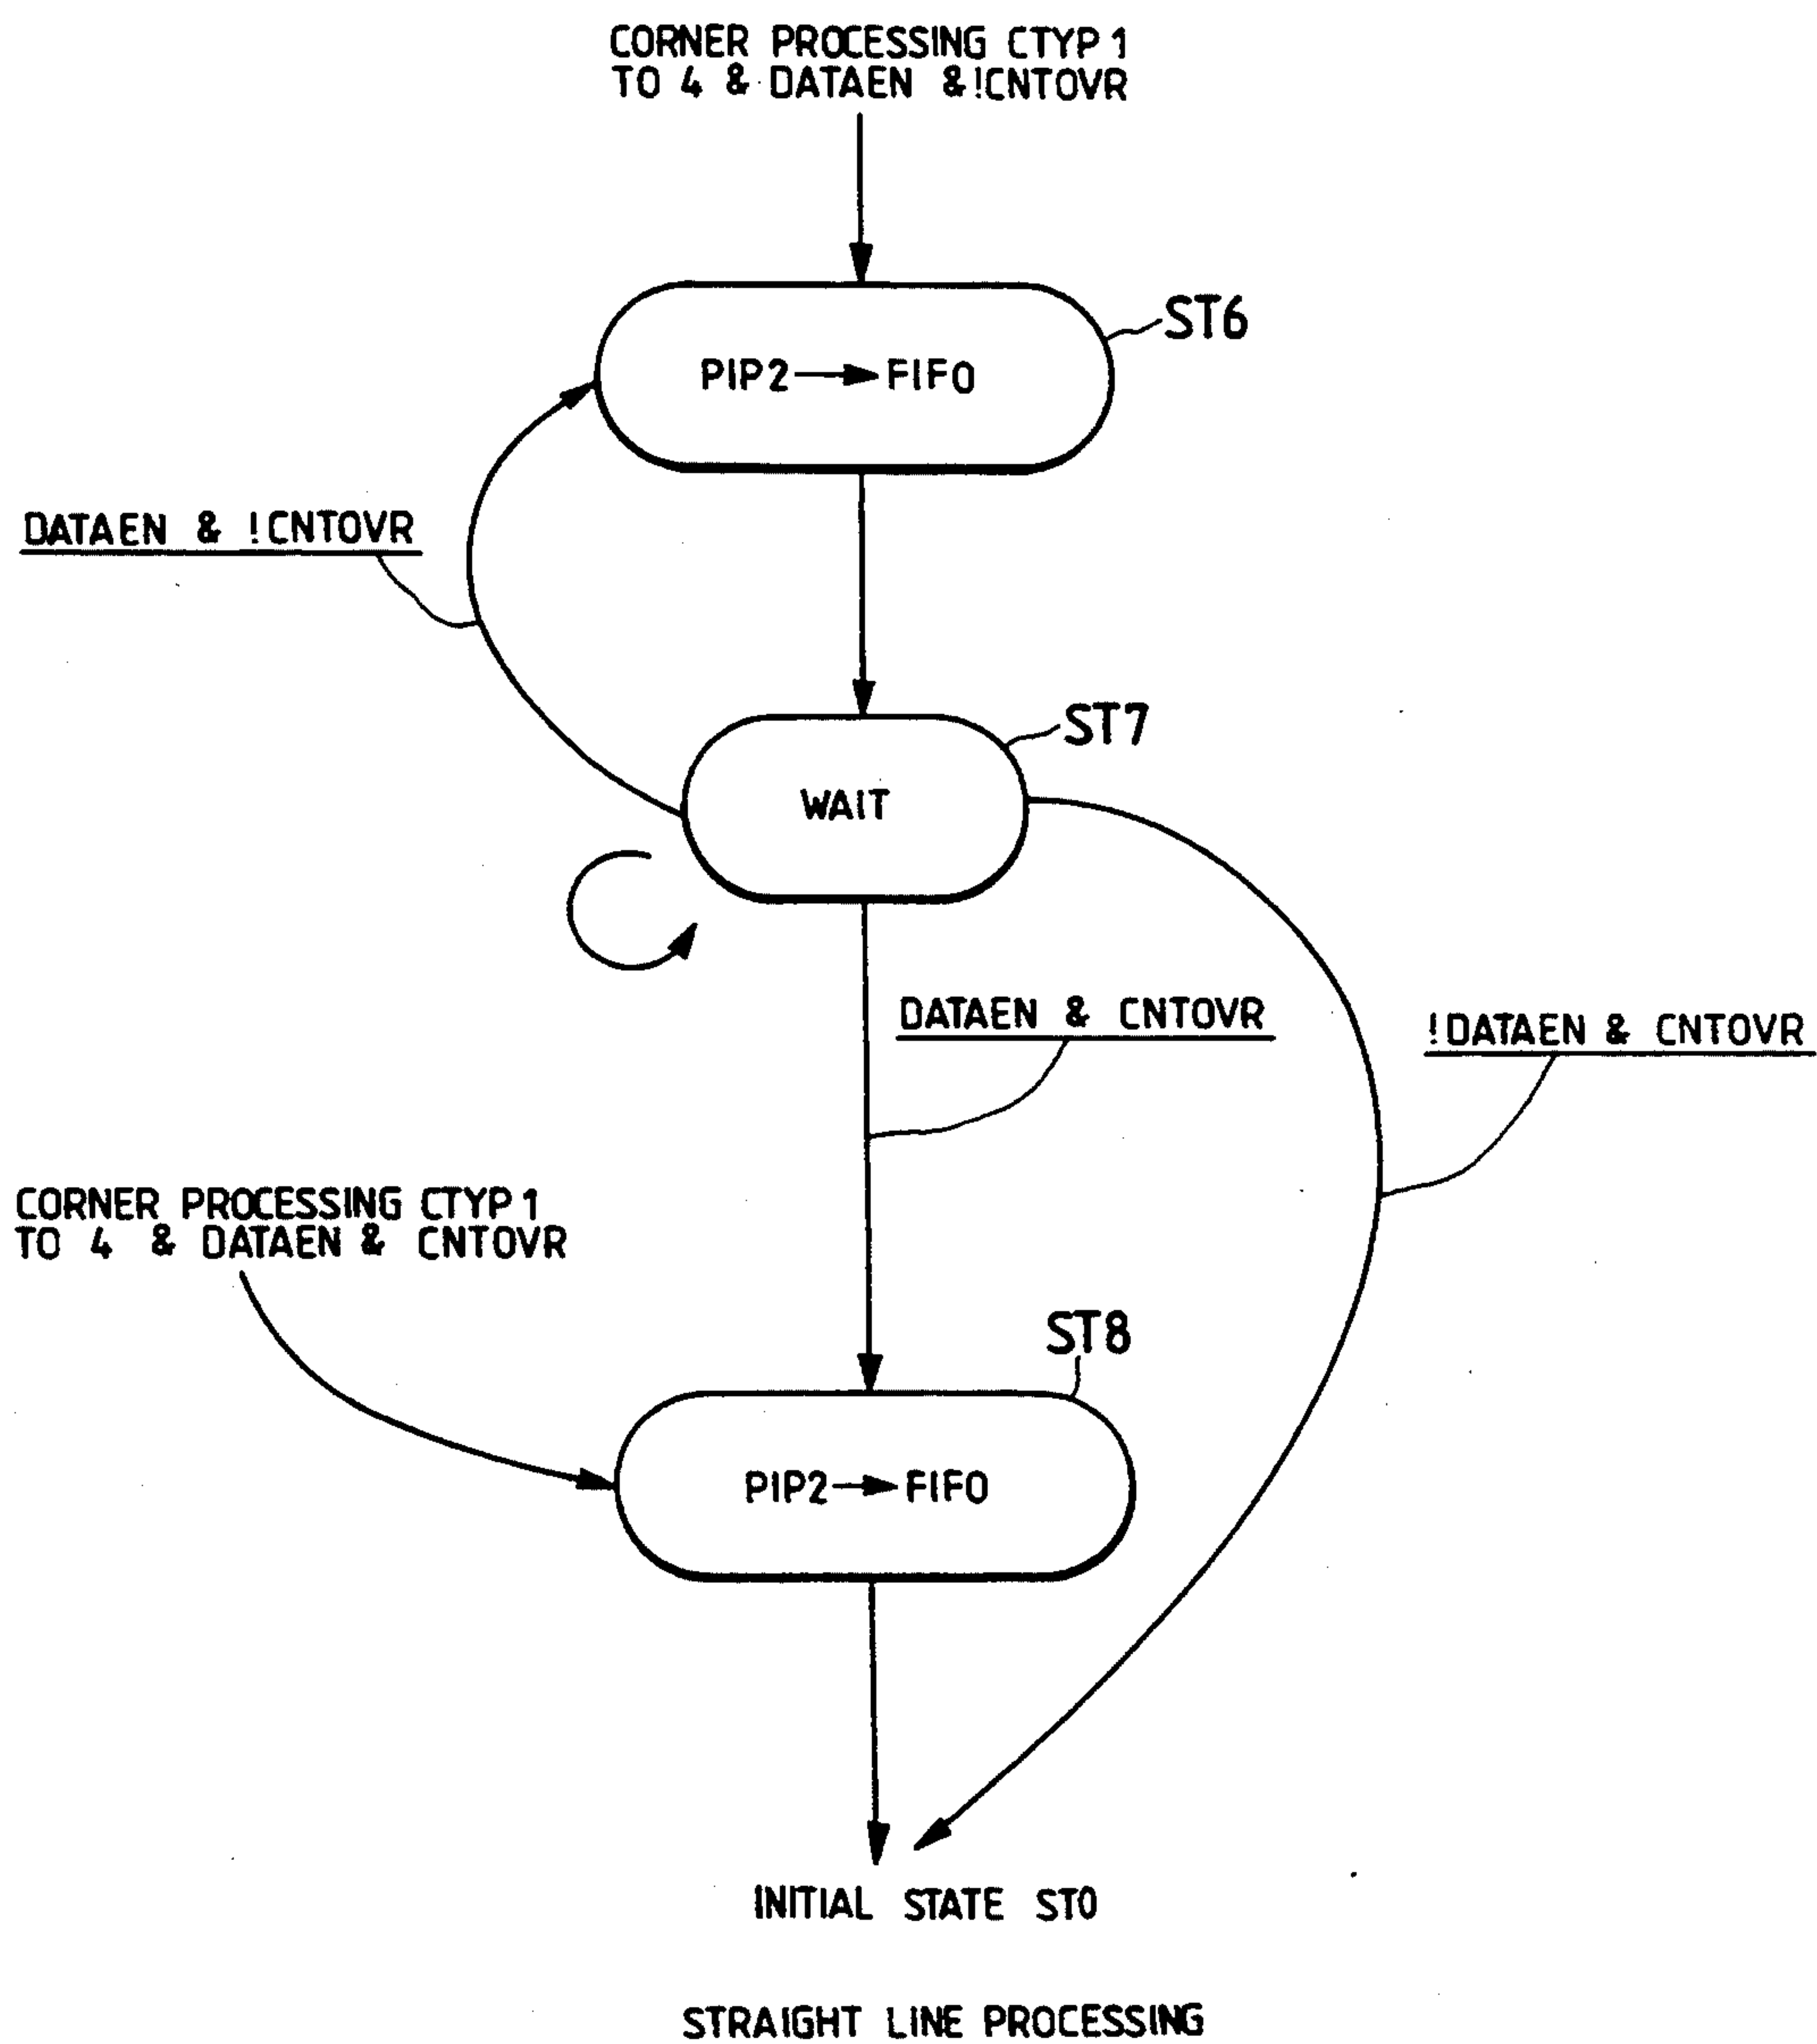 CORNER PROCESSING CTYP 1
TO 4 & DATAEN & !CNTOVR
ST6
PIP2 → FIFO
DATAEN & !CNTOVR
ST7
WAIT
DATAEN & CNTOVR
!DATAEN & CNTOVR
CORNER PROCESSING CTYP 1
TO 4 & DATAEN & CNTOVR
ST8
PIP2 → FIFO
INITIAL STATE ST0
STRAIGHT LINE PROCESSING